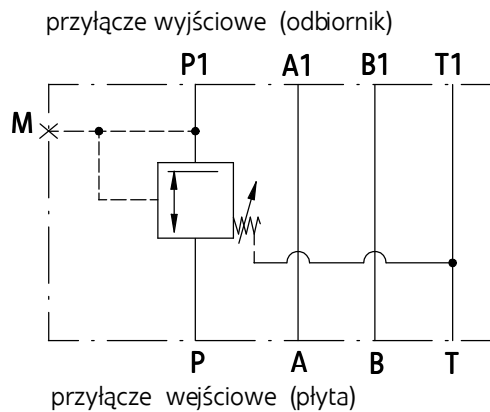 przyłącze wyjściowe (odbiornik)
P1 A1 B1 T1
M
P A B T
przyłącze wejściowe (płyta)